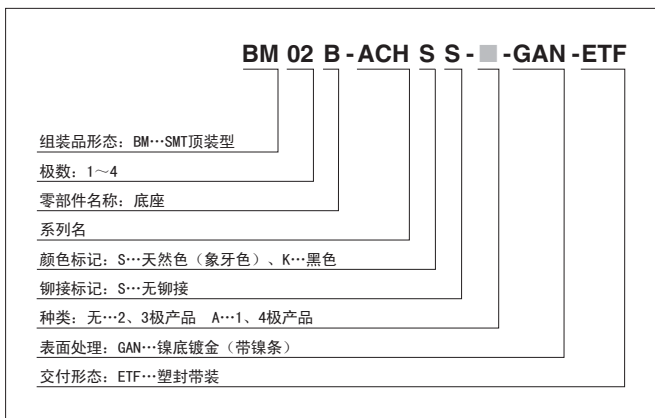 BM 02 B - ACH S S - ■ - GAN - ETF
组装品形态：BM…SMT顶装型
极数：1～4
零部件名称：底座
系列名
颜色标记：S…天然色（象牙色）、K…黑色
铆接标记：S…无铆接
种类：无…2、3极产品　A…1、4极产品
表面处理：GAN…镍底镀金（带镍条）
交付形态：ETF…塑封带装